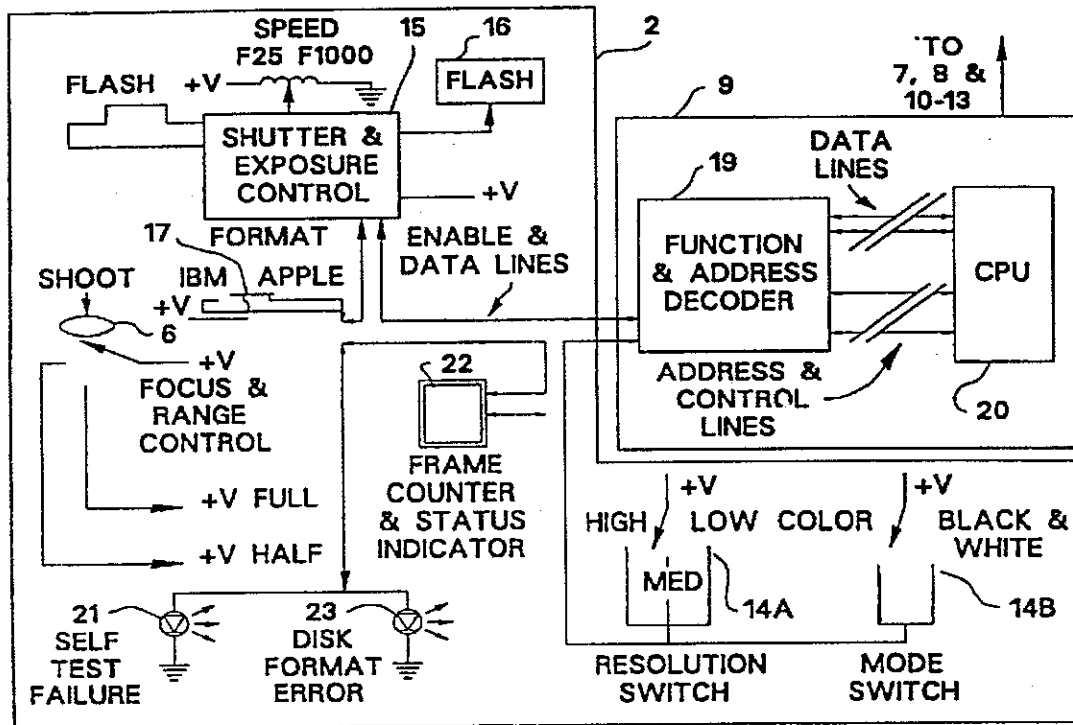 SPEED
F25 F1000
15
16
2
FLASH
+V
FLASH
TO
7, 8 &
10-13
9
SHUTTER &
EXPOSURE
CONTROL
+V
19
DATA
LINES
FUNCTION
& ADDRESS
DECODER
CPU
17
FORMAT
IBM APPLE
ENABLE &
DATA LINES
SHOOT
+V
6
+V
FOCUS &
RANGE
CONTROL
22
ADDRESS &
CONTROL
LINES
20
FRAME
COUNTER
& STATUS
INDICATOR
+V FULL
+V HALF
+V
HIGH
LOW
MED
14A
RESOLUTION
SWITCH
+V
COLOR
BLACK &
WHITE
14B
MODE
SWITCH
21
SELF
TEST
FAILURE
23
DISK
FORMAT
ERROR